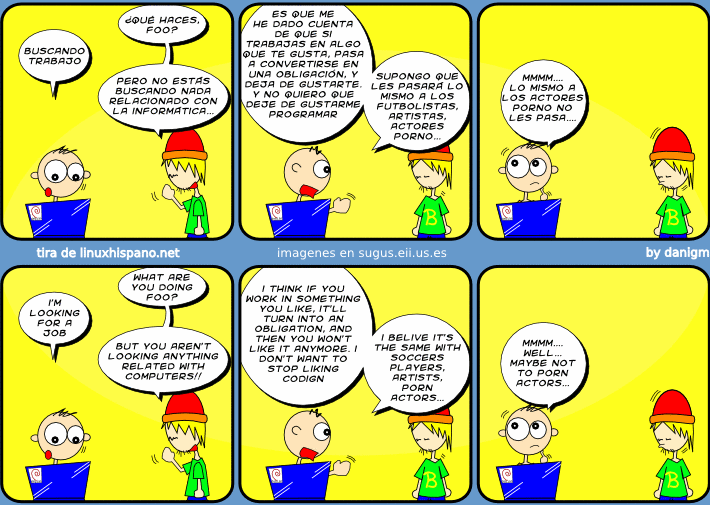 ¿QUÉ HACES,
FOO?
BUSCANDO
TRABAJO
PERO NO ESTÁS
BUSCANDO NADA
RELACIONADO CON
LA INFORMÁTICA...
ES QUE ME
HE DADO CUENTA
DE QUE SI
TRABAJAS EN ALGO
QUE TE GUSTA, PASA
A CONVERTIRSE EN
UNA OBLIGACIÓN, Y
DEJA DE GUSTARTE.
Y NO QUIERO QUE
DEJE DE GUSTARME
PROGRAMAR
SUPONGO QUE
LES PASARÁ LO
MISMO A LOS
FUTBOLISTAS,
ARTISTAS,
ACTORES
PORNO...
MMMM....
LO MISMO A
LOS ACTORES
PORNO NO
LES PASA....
B
B
tira de linuxhispano.net
imagenes en sugus.eii.us.es
by danigm
WHAT ARE
YOU DOING
FOO?
I'M
LOOKING
FOR A
JOB
BUT YOU AREN'T
LOOKING ANYTHING
RELATED WITH
COMPUTERS!!
I THINK IF YOU
WORK IN SOMETHING
YOU LIKE, IT'LL
TURN INTO AN
OBLIGATION, AND
THEN YOU WON'T
LIKE IT ANYMORE. I
DON'T WANT TO
STOP LIKING
CODIGN
I BELIVE IT'S
THE SAME WITH
SOCCERS
PLAYERS,
ARTISTS,
PORN
ACTORS...
MMMM....
WELL...
MAYBE NOT
TO PORN
ACTORS...
B
B